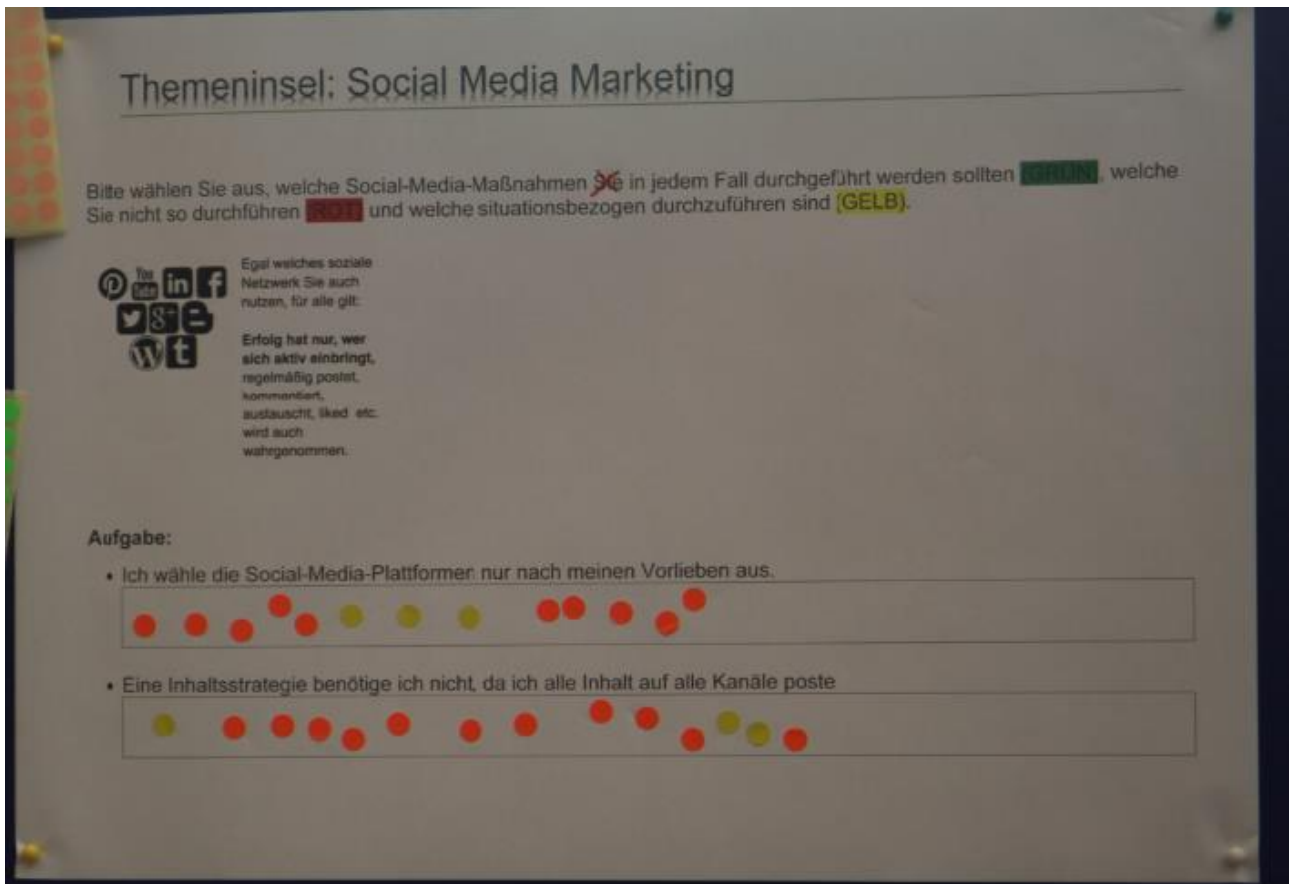 Themeninsel: Social Media Marketing
Bitte wählen Sie aus, welche Social-Media-Maßnahmen Sie in jedem Fall durchgeführt werden sollten (GRÜN), welche
Sie nicht so durchführen (ROT) und welche situationsbezogen durchzuführen sind (GELB).
You
Tube
in f
g+
W t
Egal welches soziale
Netzwerk Sie auch
nutzen, für alle gilt:
Erfolg hat nur, wer
sich aktiv einbringt,
regelmäßig postet,
kommentiert,
austauscht, liked etc.
wird auch
wahrgenommen.
Aufgabe:
• Ich wähle die Social-Media-Plattformen nur nach meinen Vorlieben aus.
• Eine Inhaltsstrategie benötige ich nicht, da ich alle Inhalt auf alle Kanäle poste